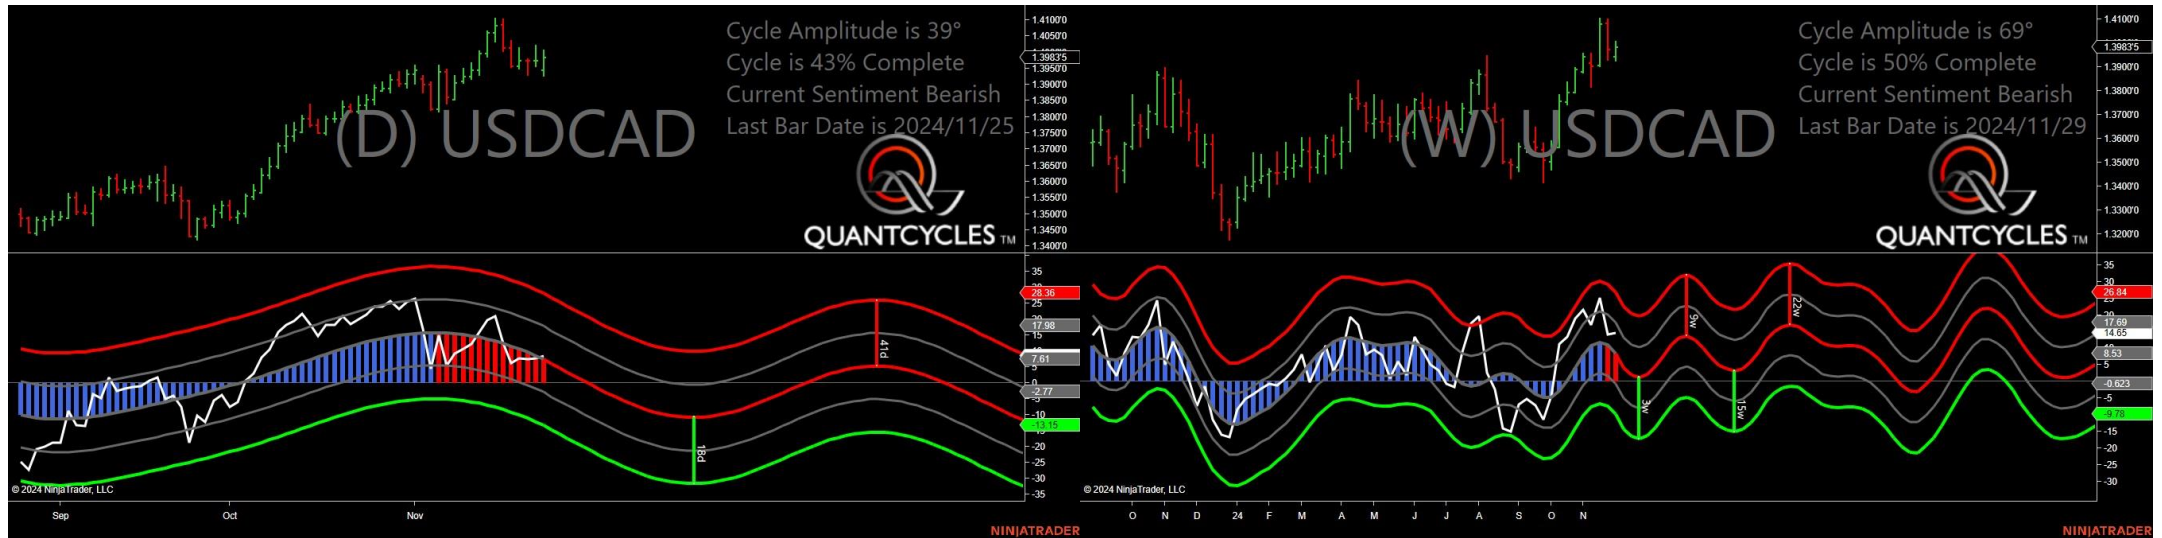 Cycle Amplitude is 39°
Cycle is 43% Complete
Current Sentiment Bearish
Last Bar Date is 2024/11/25
(D) USDCAD
QUANTCYCLES TM
1.4100'0
1.4050'0
1.3983'5
1.3950'0
1.3900'0
1.3850'0
1.3800'0
1.3750'0
1.3700'0
1.3650'0
1.3600'0
1.3550'0
1.3500'0
1.3450'0
1.3400'0
35
28.36
25
17.98
15
7.61
5
0
-2.77
-10
-13.15
-20
-25
-30
-35
41d
18d
© 2024 NinjaTrader, LLC
Sep Oct Nov
NINJATRADER
Cycle Amplitude is 69°
Cycle is 50% Complete
Current Sentiment Bearish
Last Bar Date is 2024/11/29
(W) USDCAD
QUANTCYCLES TM
1.4100'0
1.3983'5
1.3900'0
1.3800'0
1.3700'0
1.3600'0
1.3500'0
1.3400'0
1.3300'0
1.3200'0
35
30
26.84
17.69
14.65
8.53
5
-0.623
-5
-9.78
-15
-20
-25
-30
9w
22w
3w
15w
© 2024 NinjaTrader, LLC
O N D 24 F M A M J J A S O N
NINJATRADER